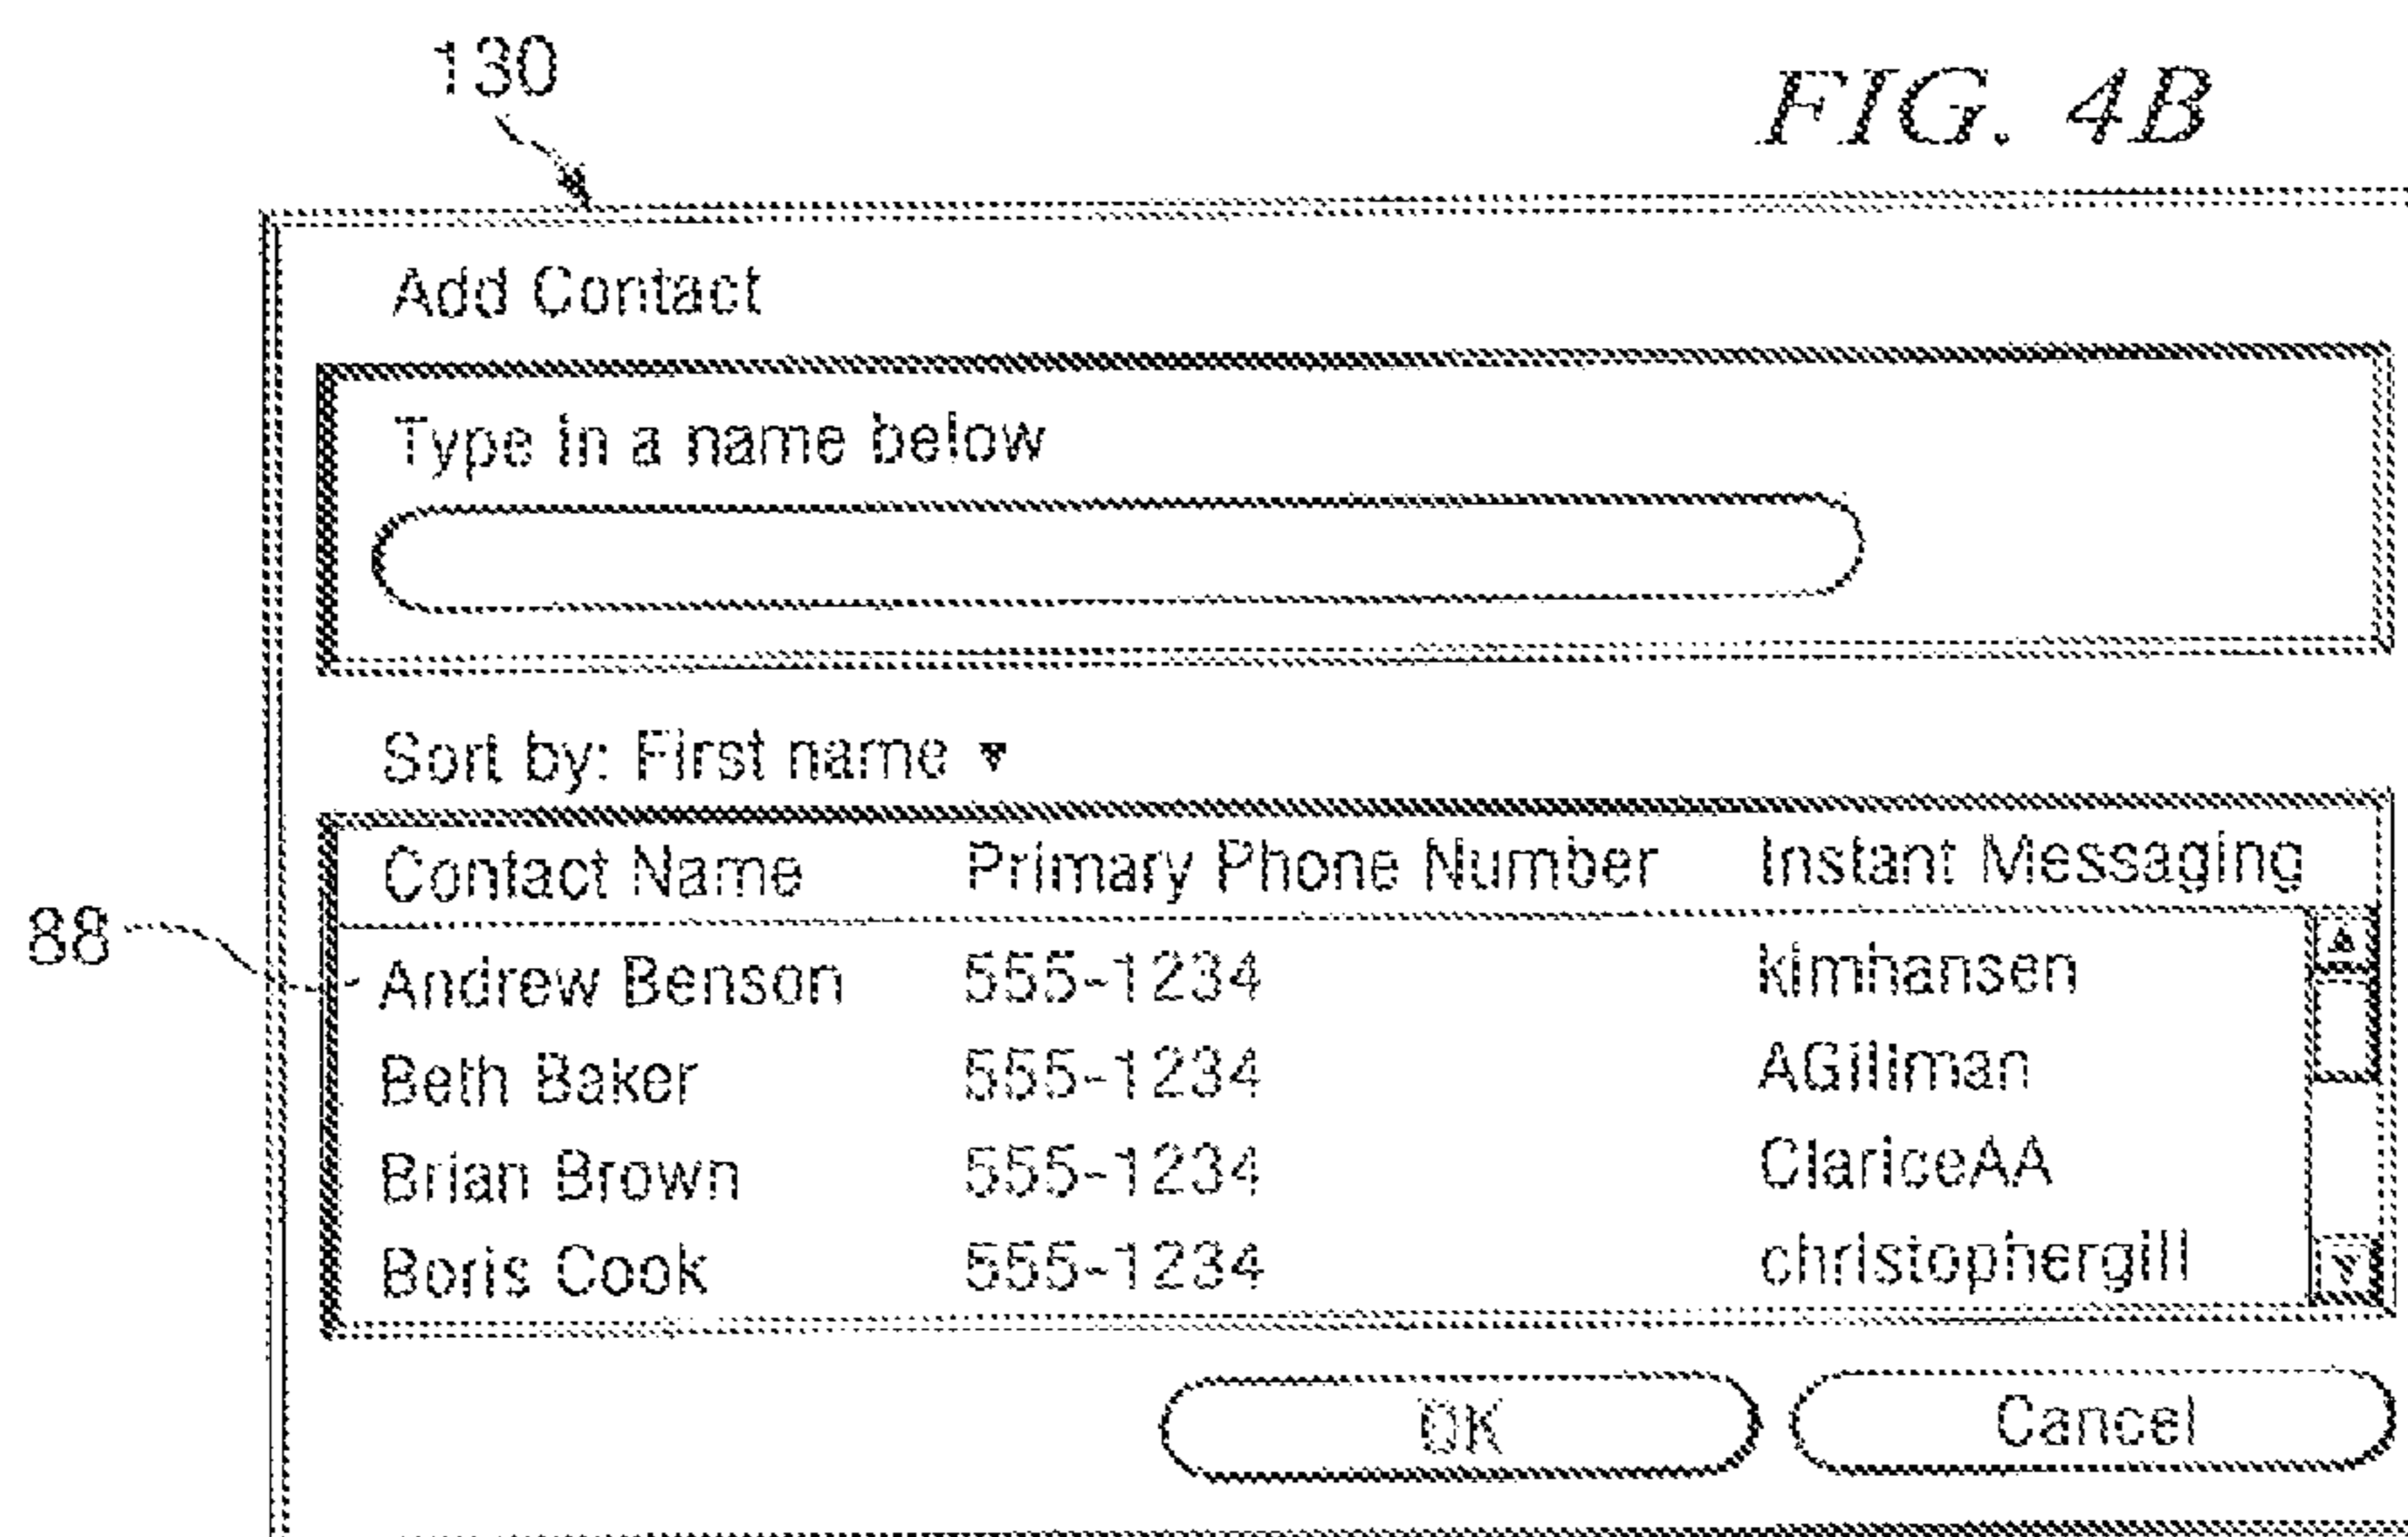 130
FIG. 4B
Add Contact
Type in a name below
Sort by: First name ▾
Contact Name Primary Phone Number Instant Messaging
88
Andrew Benson 555-1234 kimhansen
Beth Baker 555-1234 AGilliman
Brian Brown 555-1234 ClariceAA
Boris Cook 555-1234 christophergill
OK Cancel